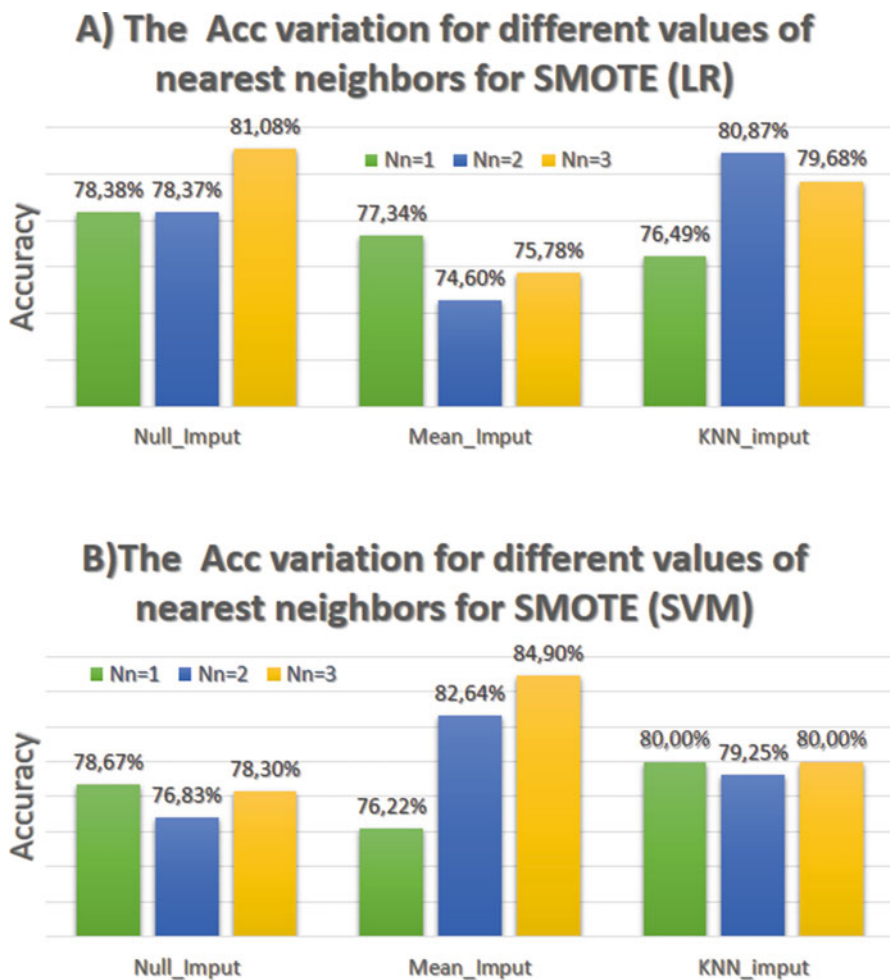 A) The Acc variation for different values of
nearest neighbors for SMOTE (LR)
81,08%
80,87%
Nn=1 Nn=2 Nn=3
79,68%
78,38% 78,37%
77,34%
76,49%
75,78%
74,60%
Accuracy
Null_Imput Mean_Imput KNN_imput
B)The Acc variation for different values of
nearest neighbors for SMOTE (SVM)
84,90%
Nn=1 Nn=2 Nn=3
82,64%
80,00% 79,25% 80,00%
78,67% 76,83% 78,30%
76,22%
Accuracy
Null_Imput Mean_Imput KNN_imput